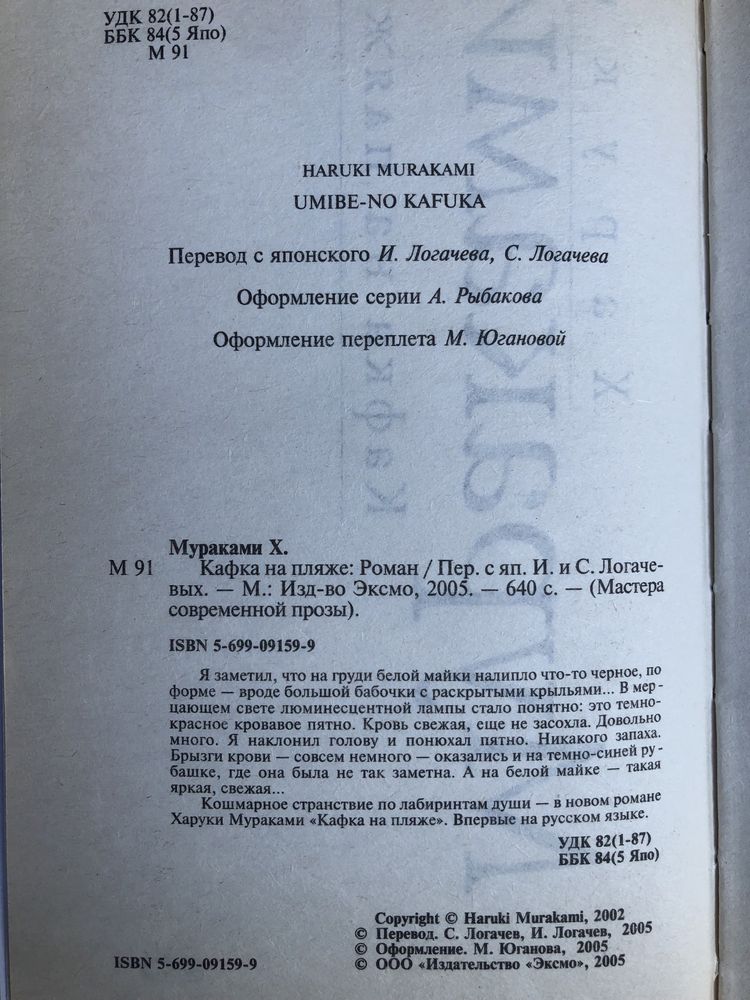 УДК 82(1-87)
ББК 84(5 Япо)
М 91
HARUKI MURAKAMI
UMIBE-NO KAFUKA
Перевод с японского И. Логачева, С. Логачева
Оформление серии А. Рыбакова
Оформление переплета М. Югановой
Мураками Х.
М 91 Кафка на пляже: Роман / Пер. с яп. И. и С. Логаче-
вых. — М.: Изд-во Эксмо, 2005. — 640 с. — (Мастера
современной прозы).
ISBN 5-699-09159-9
Я заметил, что на груди белой майки налипло что-то черное, по
форме — вроде большой бабочки с раскрытыми крыльями... В мер-
цающем свете люминесцентной лампы стало понятно: это темно-
красное кровавое пятно. Кровь свежая, еще не засохла. Довольно
много. Я наклонил голову и понюхал пятно. Никакого запаха.
Брызги крови — совсем немного — оказались и на темно-синей ру-
башке, где она была не так заметна. А на белой майке — такая
яркая, свежая...
Кошмарное странствие по лабиринтам души — в новом романе
Харуки Мураками «Кафка на пляже». Впервые на русском языке.
УДК 82(1-87)
ББК 84(5 Япо)
Copyright © Haruki Murakami, 2002
© Перевод. С. Логачев, И. Логачев, 2005
© Оформление. М. Юганова, 2005
ISBN 5-699-09159-9 © ООО «Издательство «Эксмо», 2005